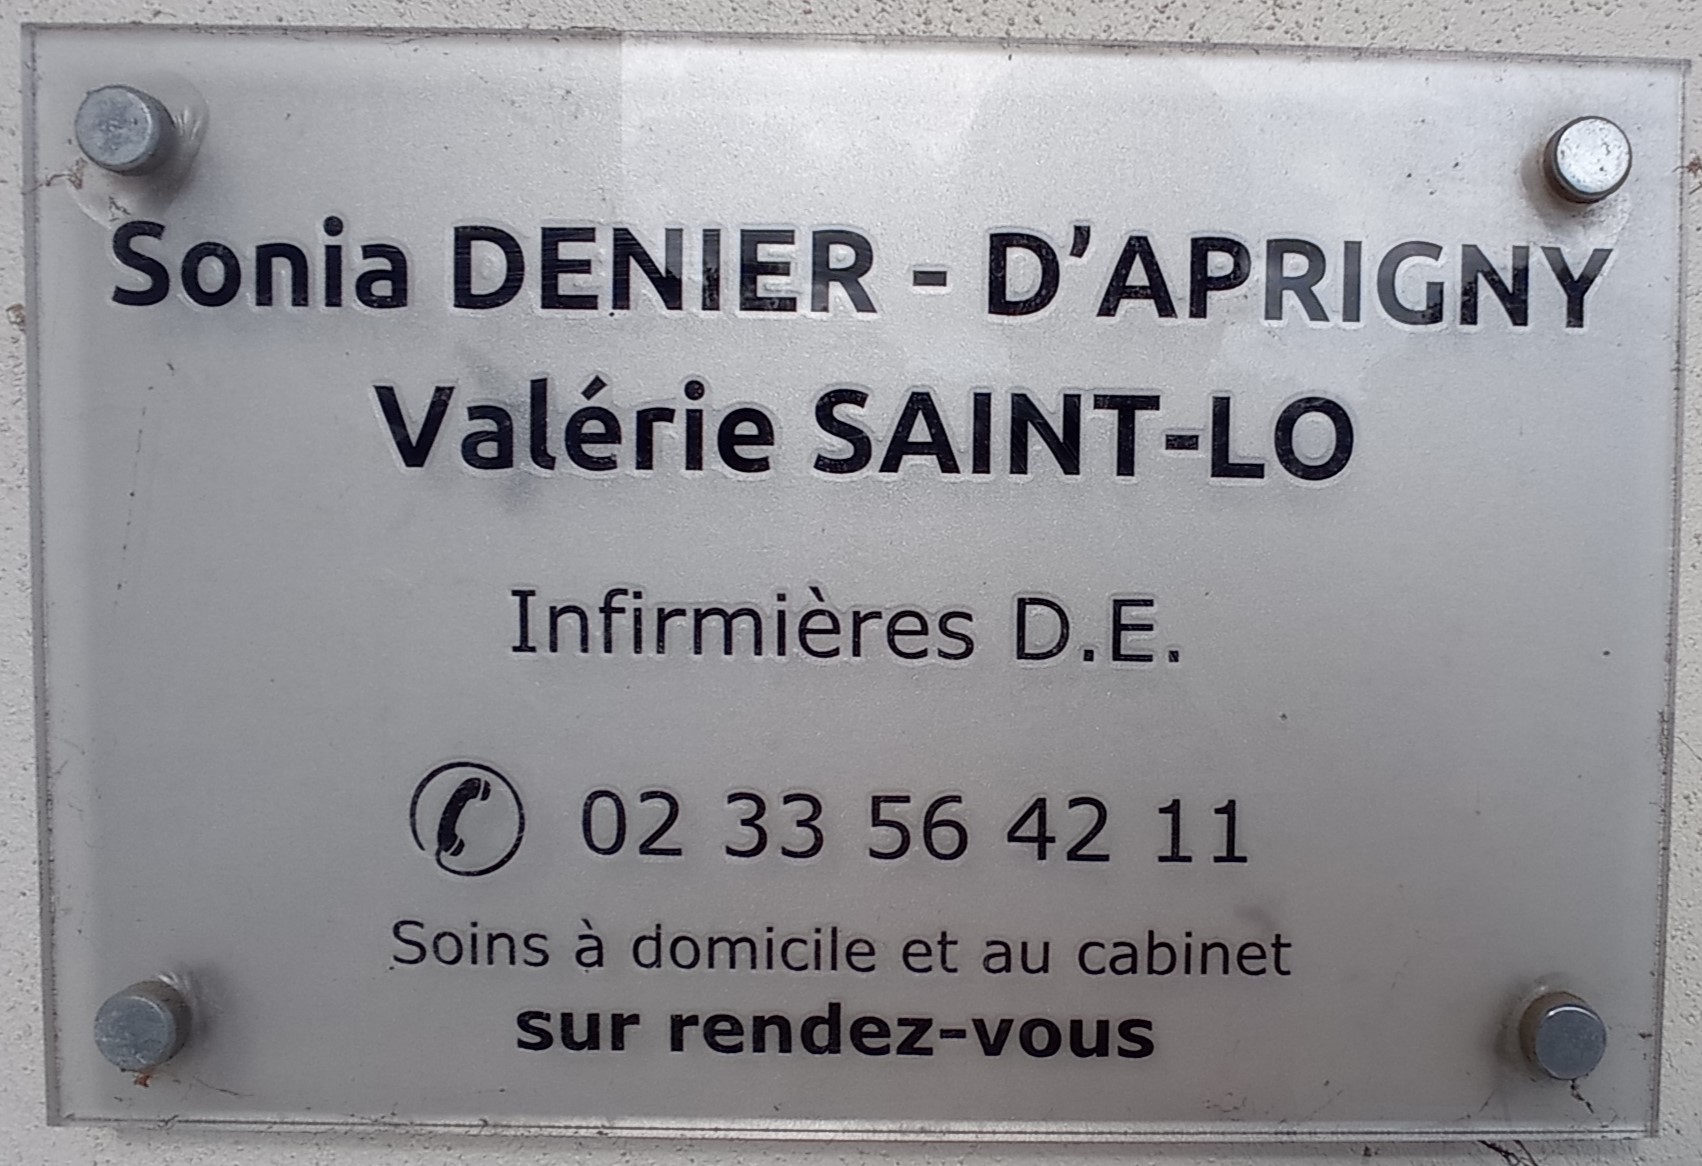 Sonia DENIER - D'APRIGNY
Valérie SAINT-LO
Infirmières D.E.
02 33 56 42 11
Soins à domicile et au cabinet
sur rendez-vous